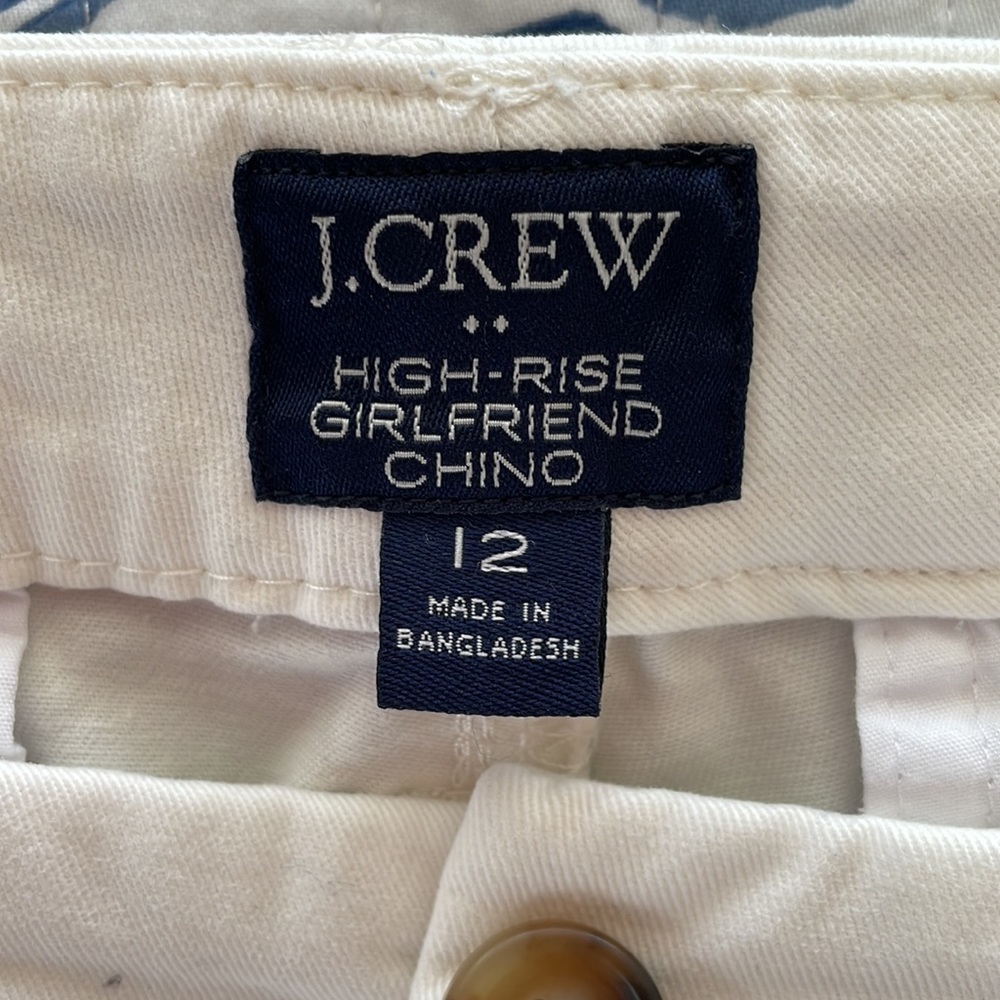 J.CREW
HIGH-RISE
GIRLFRIEND
CHINO
12
MADE IN
BANGLADESH